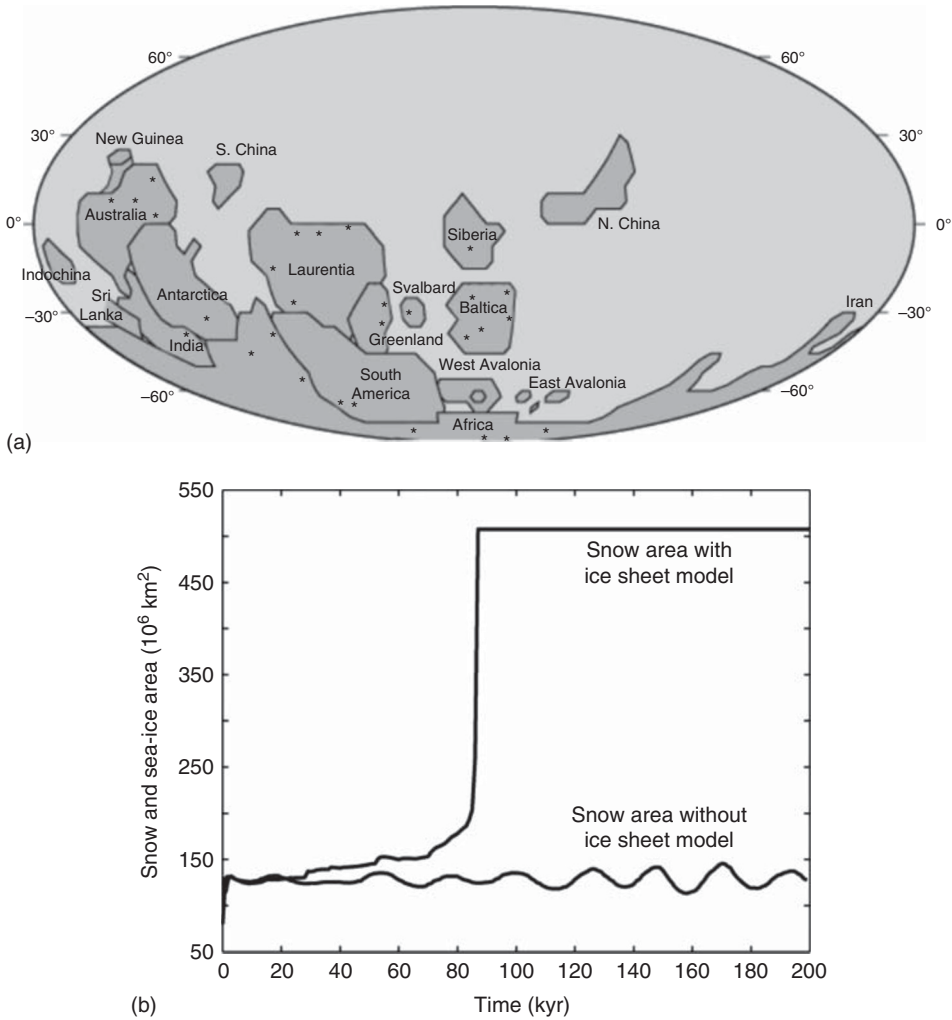 60°
60°
30°
30°
New Guinea
S. China
Australia
0°
0°
N. China
Siberia
Indochina
Laurentia
Sri
Lanka
Antarctica
Svalbard
Baltica
Iran
−30°
−30°
India
Greenland
West Avalonia
South
America
East Avalonia
−60°
−60°
Africa
(a)
550
450
350
250
150
50
Snow and sea-ice area (10⁶ km²)
Snow area with
ice sheet model
Snow area without
ice sheet model
0 20 40 60 80 100 120 140 160 180 200
(b)
Time (kyr)